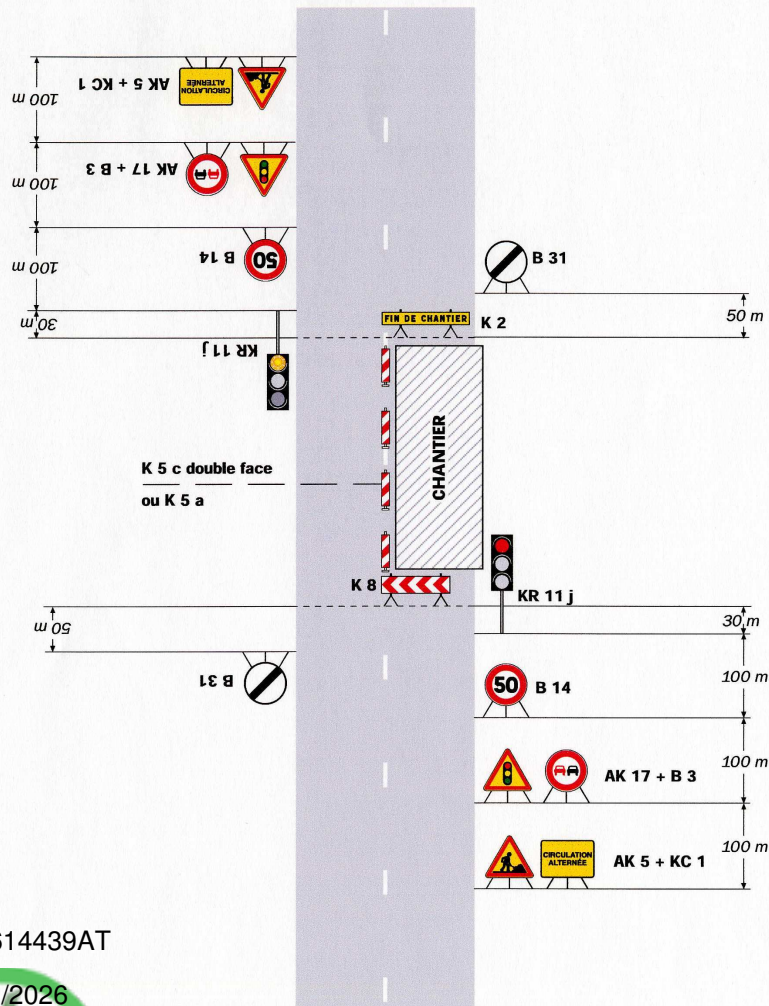 AK 5 + KC 1
CIRCULATION
ALTERNÉE
100 m
AK 17 + B 3
100 m
B 14
50
100 m
30 m
KR 11 j
B 31
50 m
FIN DE CHANTIER
K 2
CHANTIER
K 5 c double face
ou K 5 a
K 8
KR 11 j
30 m
50 m
B 31
50
B 14
100 m
AK 17 + B 3
100 m
CIRCULATION
ALTERNÉE
AK 5 + KC 1
100 m
614439AT
/2026